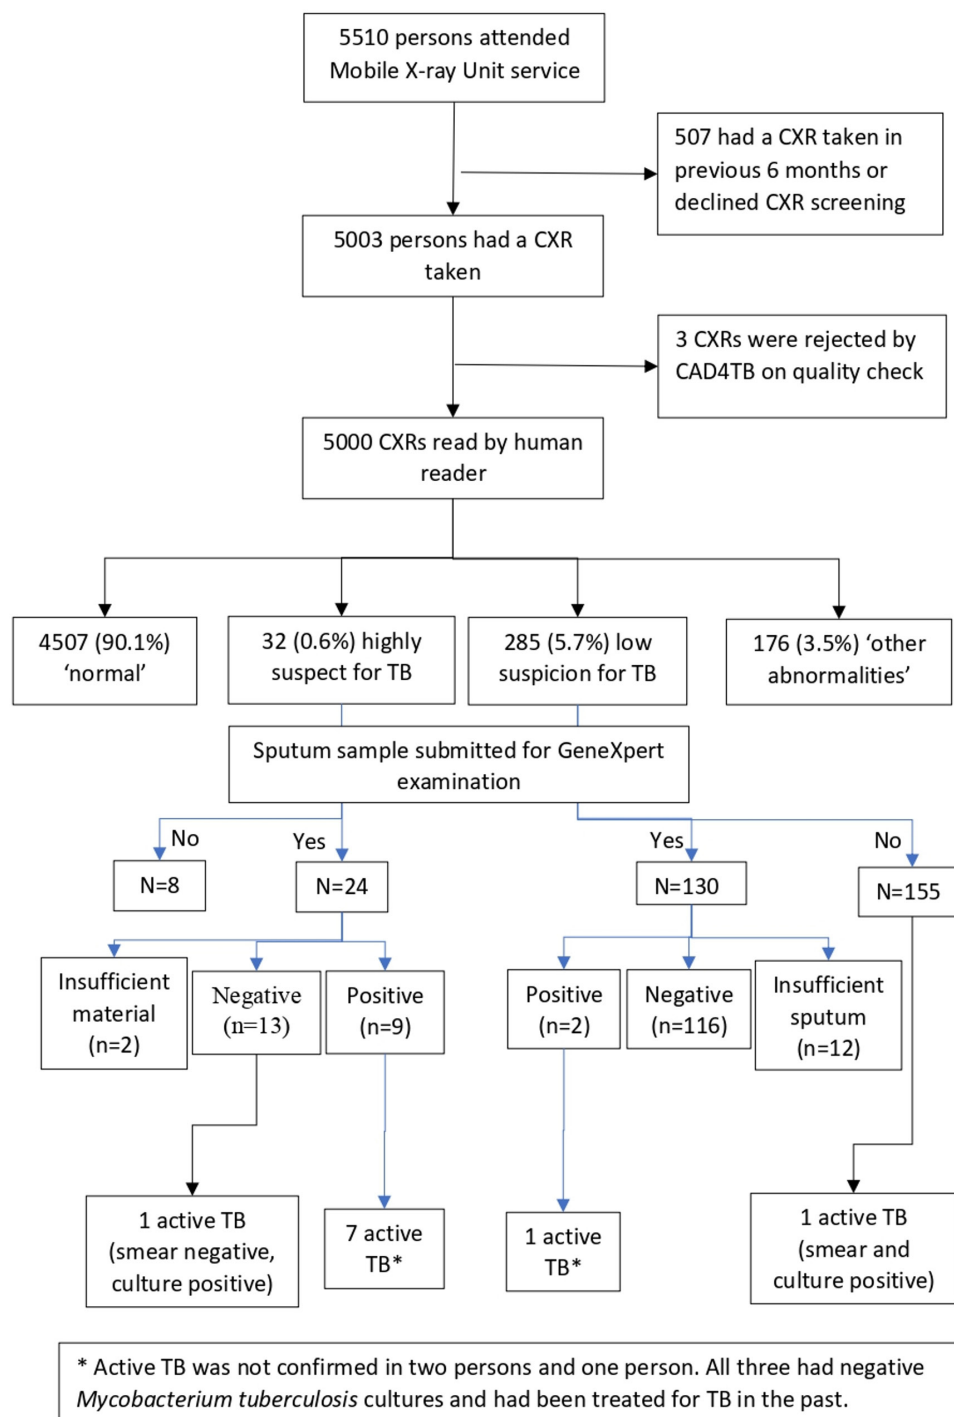 5510 persons attended
Mobile X-ray Unit service
507 had a CXR taken in
previous 6 months or
declined CXR screening
5003 persons had a CXR
taken
3 CXRs were rejected by
CAD4TB on quality check
5000 CXRs read by human
reader
4507 (90.1%)
‘normal’
32 (0.6%) highly
suspect for TB
285 (5.7%) low
suspicion for TB
176 (3.5%) ‘other
abnormalities’
Sputum sample submitted for GeneXpert
examination
No
Yes
Yes
No
N=8
N=24
N=130
N=155
Insufficient
material
(n=2)
Negative
(n=13)
Positive
(n=9)
Positive
(n=2)
Negative
(n=116)
Insufficient
sputum
(n=12)
1 active TB
(smear negative,
culture positive)
7 active
TB*
1 active
TB*
1 active TB
(smear and
culture positive)
* Active TB was not confirmed in two persons and one person. All three had negative
Mycobacterium tuberculosis cultures and had been treated for TB in the past.